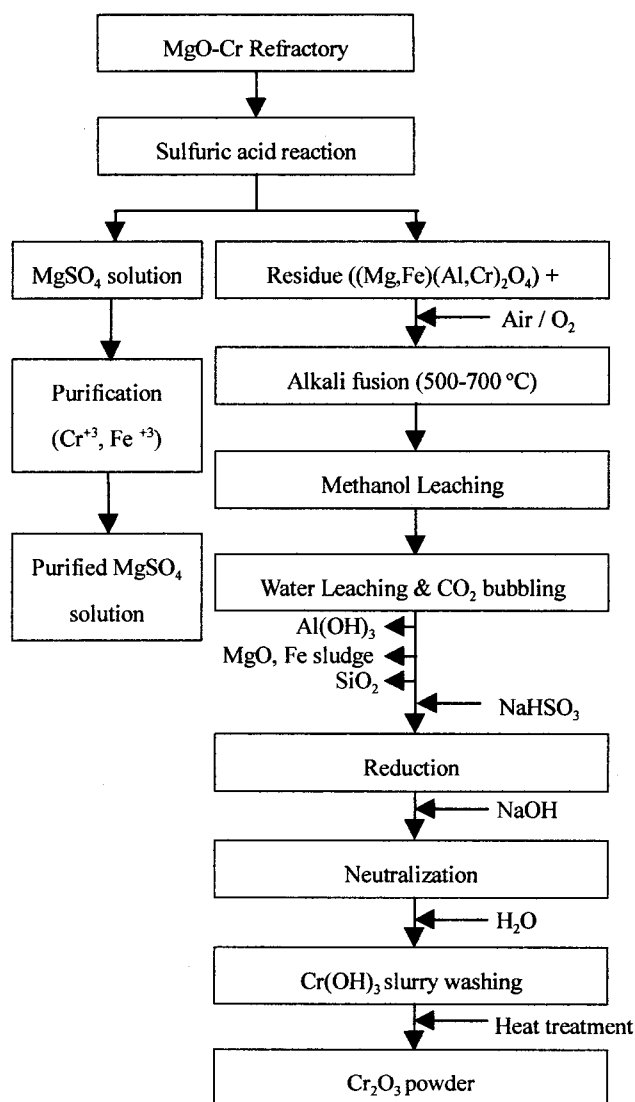 MgO-Cr Refractory
Sulfuric acid reaction
MgSO₄ solution
Residue ((Mg,Fe)(Al,Cr)₂O₄) +
Air / O₂
Purification
(Cr⁺³, Fe ⁺³)
Alkali fusion (500-700 °C)
Methanol Leaching
Purified MgSO₄
solution
Water Leaching & CO₂ bubbling
Al(OH)₃
MgO, Fe sludge
SiO₂
NaHSO₃
Reduction
NaOH
Neutralization
H₂O
Cr(OH)₃ slurry washing
Heat treatment
Cr₂O₃ powder